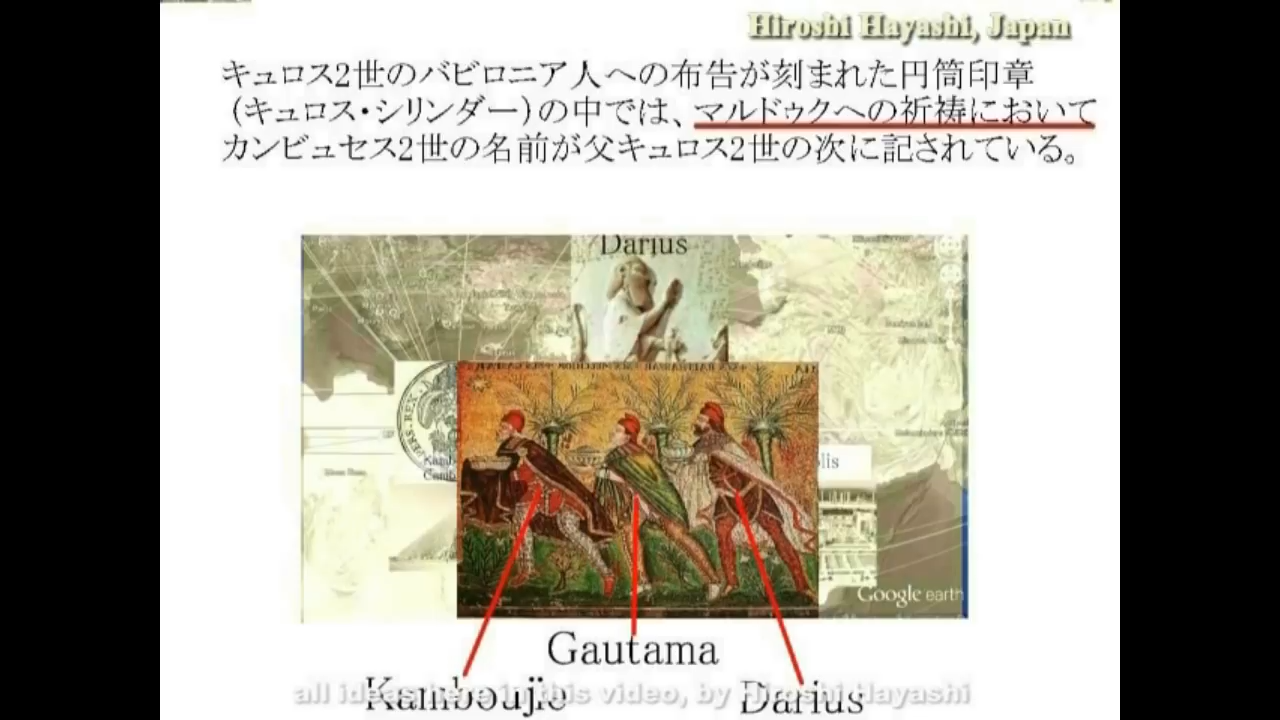 Hiroshi Hayashi, Japan
キュロス2世のバビロニア人への布告が刻まれた円筒印章
(キュロス・シリンダー)の中では、マルドゥクへの祈祷において
カンビュセス2世の名前が父キュロス2世の次に記されている。
Darius
PERS. REX.
Google earth
Gautama
Kamboujie
Darius
all ideas here in this video, by Hiroshi Hayashi